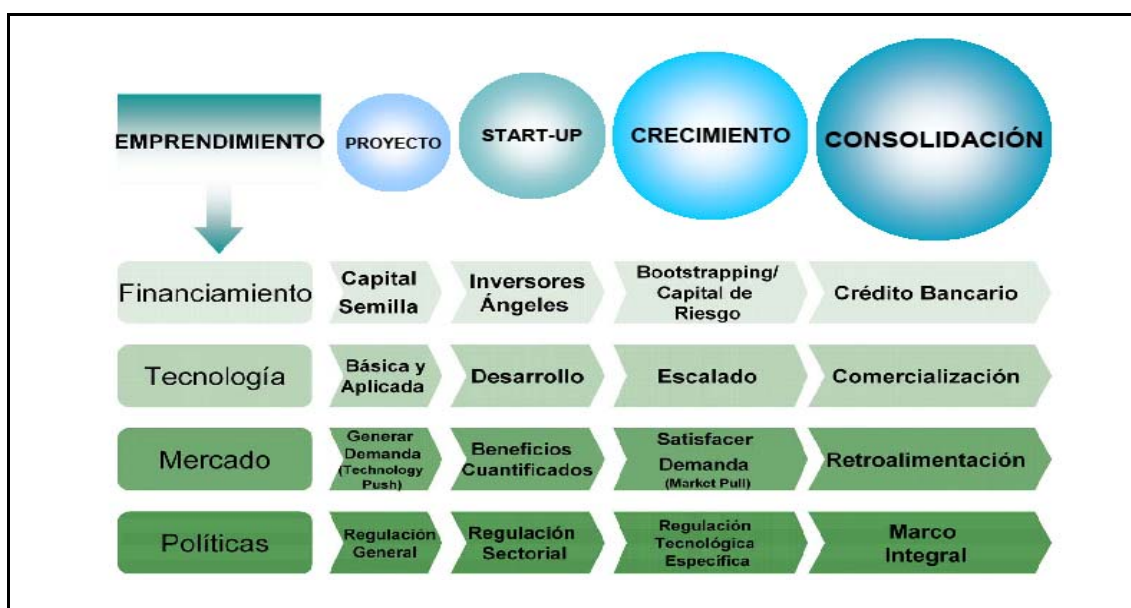 EMPRENDIMIENTO
PROYECTO
START-UP
CRECIMIENTO
CONSOLIDACIÓN
Financiamiento
Capital
Semilla
Inversores
Ángeles
Bootstrapping/
Capital de
Riesgo
Crédito Bancario
Tecnología
Básica y
Aplicada
Desarrollo
Escalado
Comercialización
Mercado
Generar
Demanda
(Technology
Push)
Beneficios
Cuantificados
Satisfacer
Demanda
(Market Pull)
Retroalimentación
Políticas
Regulación
General
Regulación
Sectorial
Regulación
Tecnológica
Específica
Marco
Integral